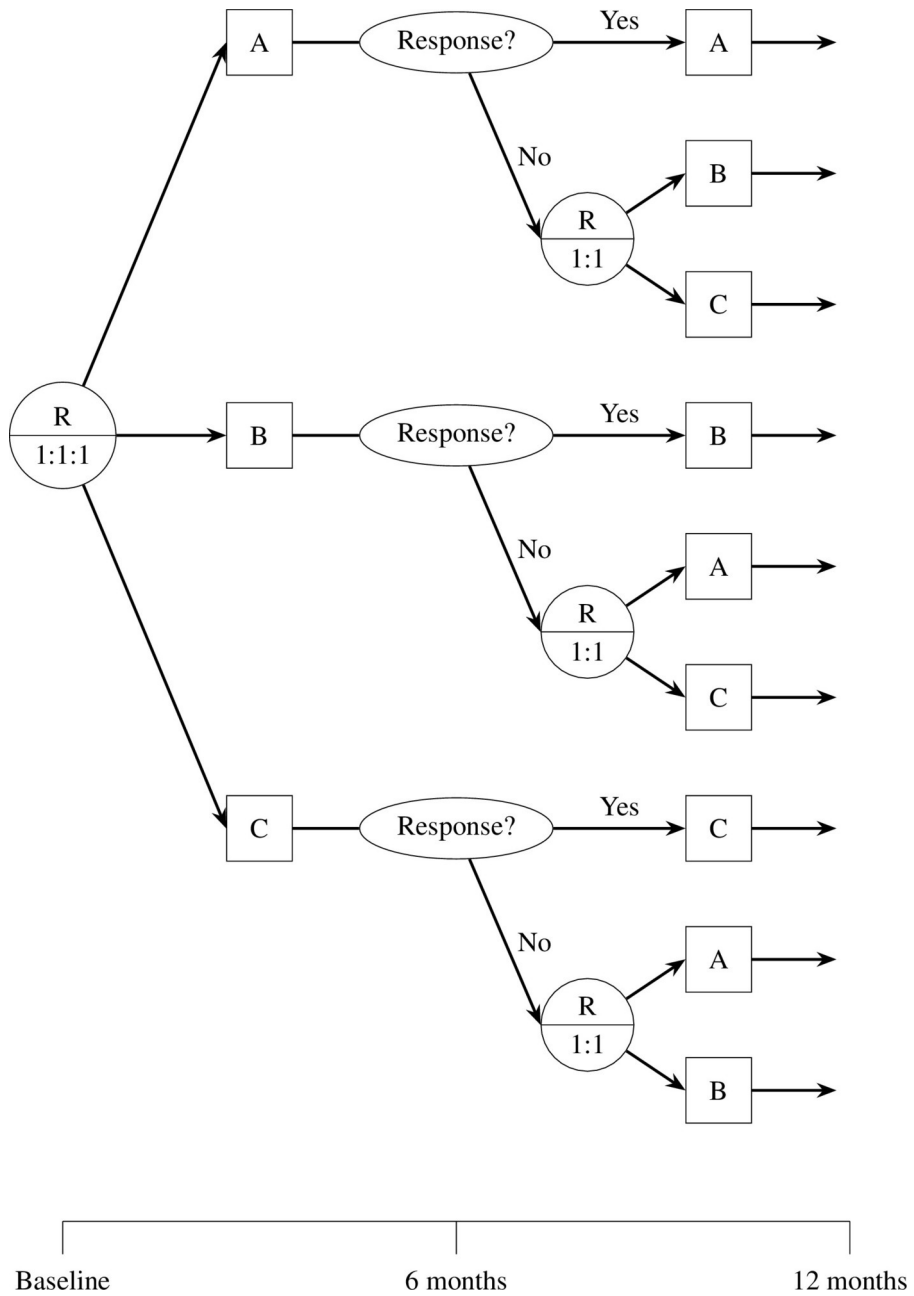 A
Response?
Yes
A
No
B
R
1:1
C
R
1:1:1
B
Response?
Yes
B
No
A
R
1:1
C
C
Response?
Yes
C
No
A
R
1:1
B
Baseline
6 months
12 months